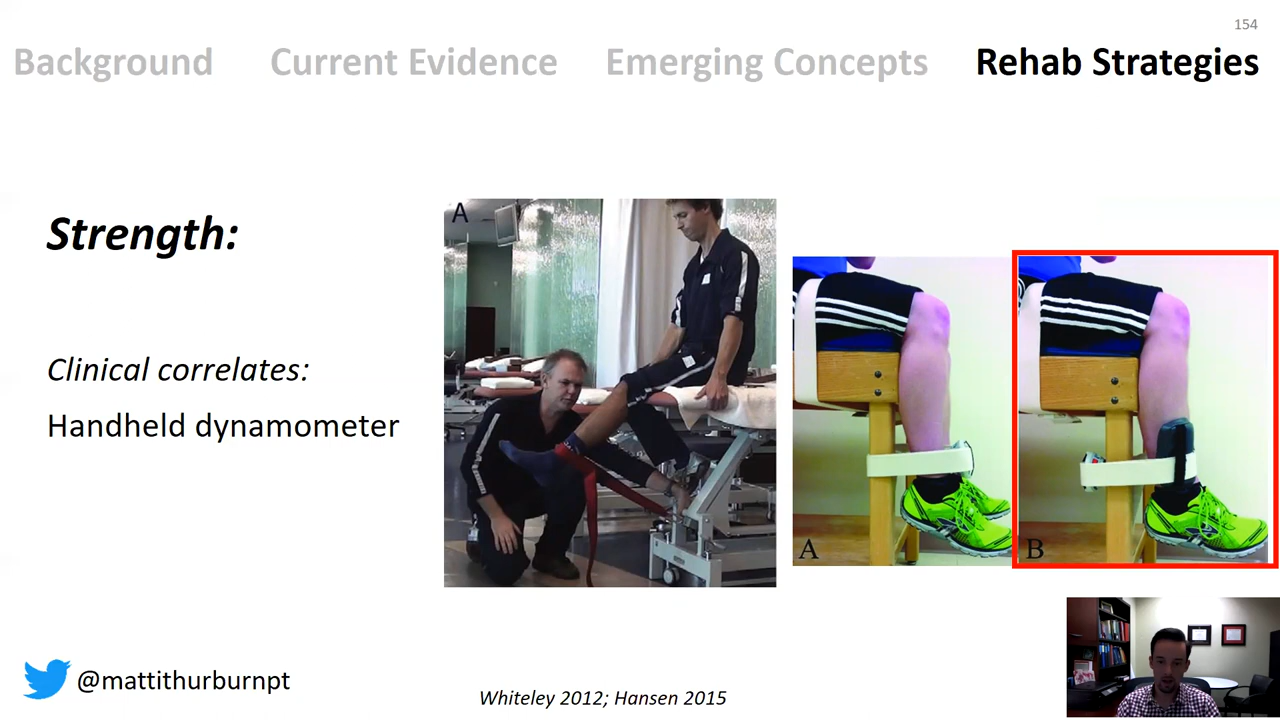 154
Background Current Evidence Emerging Concepts Rehab Strategies
Strength:
Clinical correlates:
Handheld dynamometer
A
A
B
@mattithurburnpt
Whiteley 2012; Hansen 2015